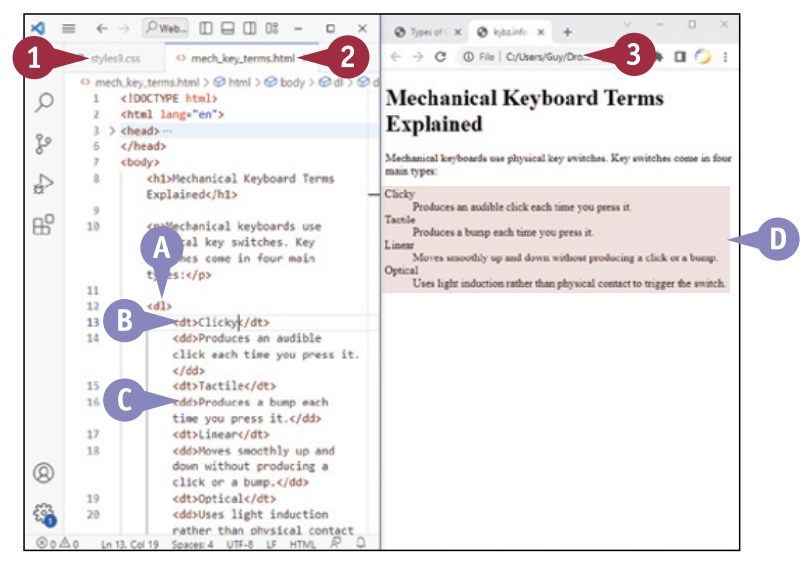 Web...
styles9.css
mech_key_terms.html
mech_key_terms.html > html > body > dl > d
1 <!DOCTYPE html>
2 <html lang="en">
3 > <head>...
6 </head>
7 <body>
8 <h1>Mechanical Keyboard Terms
Explained</h1>
9
10 <p>Mechanical keyboards use
key switches. Key
come in four main
types:</p>
11
12 <dl>
13 <dt>Clicky</dt>
14 <dd>Produces an audible
click each time you press it.
</dd>
15 <dt>Tactile</dt>
16 <dd>Produces a bump each
time you press it.</dd>
17 <dt>Linear</dt>
18 <dd>Moves smoothly up and
down without producing a
click or a bump.</dd>
19 <dt>Optical</dt>
20 <dd>Uses light induction
rather than physical contact
0 0 Ln 13, Col 19 Spaces: 4 UTF-8 LF HTML
1
2
A
B
C
Types of C
kybs.info
File | C:/Users/Guy/Dro...
3
Mechanical Keyboard Terms
Explained
Mechanical keyboards use physical key switches. Key switches come in four
main types:
Clicky
Produces an audible click each time you press it.
Tactile
Produces a bump each time you press it.
Linear
Moves smoothly up and down without producing a click or a bump.
Optical
Uses light induction rather than physical contact to trigger the switch.
D